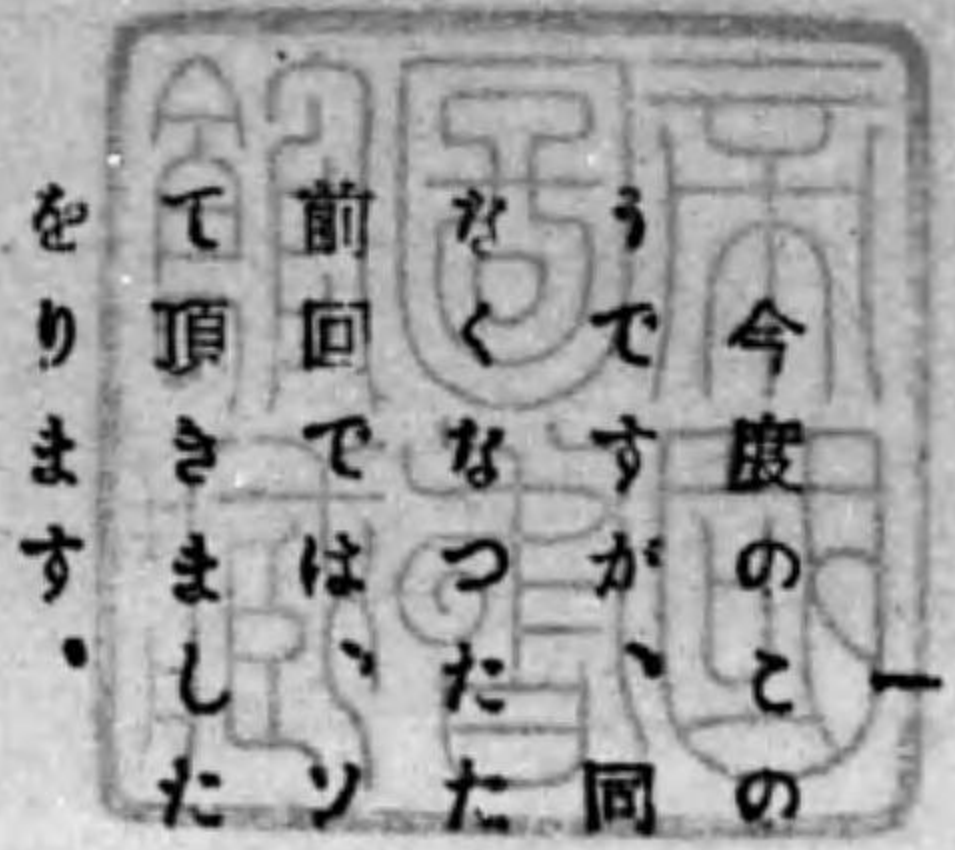 一
今度のこの
うですが、同
なくなつたた
前回では、ソ
て頂きました
をります。